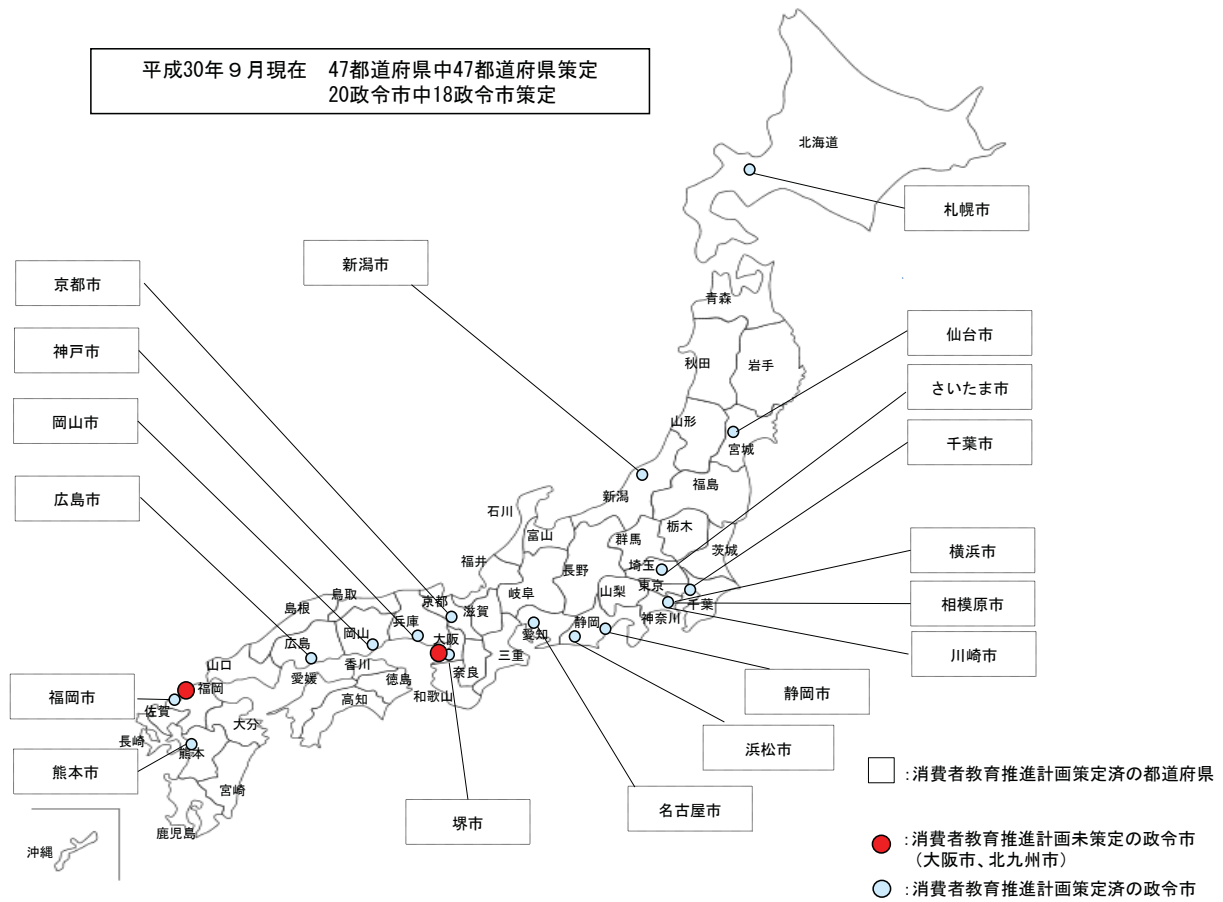 平成30年９月現在　47都道府県中47都道府県策定
20政令市中18政令市策定
北海道
札幌市
新潟市
京都市
青森
仙台市
神戸市
秋田
岩手
さいたま市
岡山市
山形
千葉市
宮城
広島市
新潟
福島
石川
富山
群馬
栃木
横浜市
福井
長野
茨城
埼玉
岐阜
山梨
東京
相模原市
島根
鳥取
京都
滋賀
千葉
神奈川
兵庫
静岡
愛知
岡山
広島
大阪
川崎市
三重
山口
香川
奈良
愛媛
徳島
静岡市
福岡市
福岡
高知
和歌山
佐賀
大分
長崎
熊本
浜松市
熊本市
宮崎
名古屋市
堺市
鹿児島
沖縄
:消費者教育推進計画策定済の都道府県
:消費者教育推進計画未策定の政令市
（大阪市、北九州市）
:消費者教育推進計画策定済の政令市